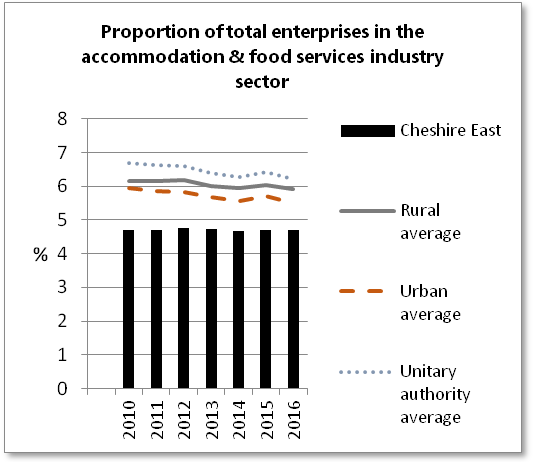 Proportion of total enterprises in the
accommodation & food services industry
sector
8
7
6
5
4
3
2
1
0
%
2010
2011
2012
2013
2014
2015
2016
Cheshire East
Rural
average
Urban
average
Unitary
authority
average